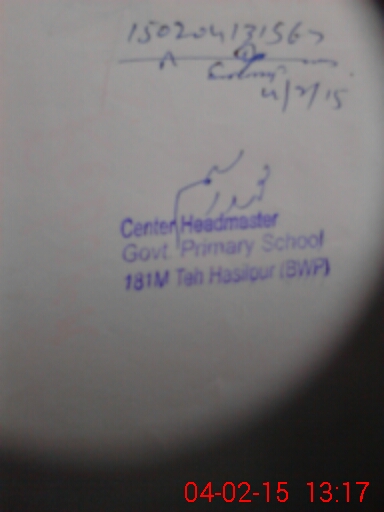 15020413156>
4/2/15
Center Headmaster
Govt. Primary School
181M Teh Hasilpur (BWP)
04-02-15 13:17